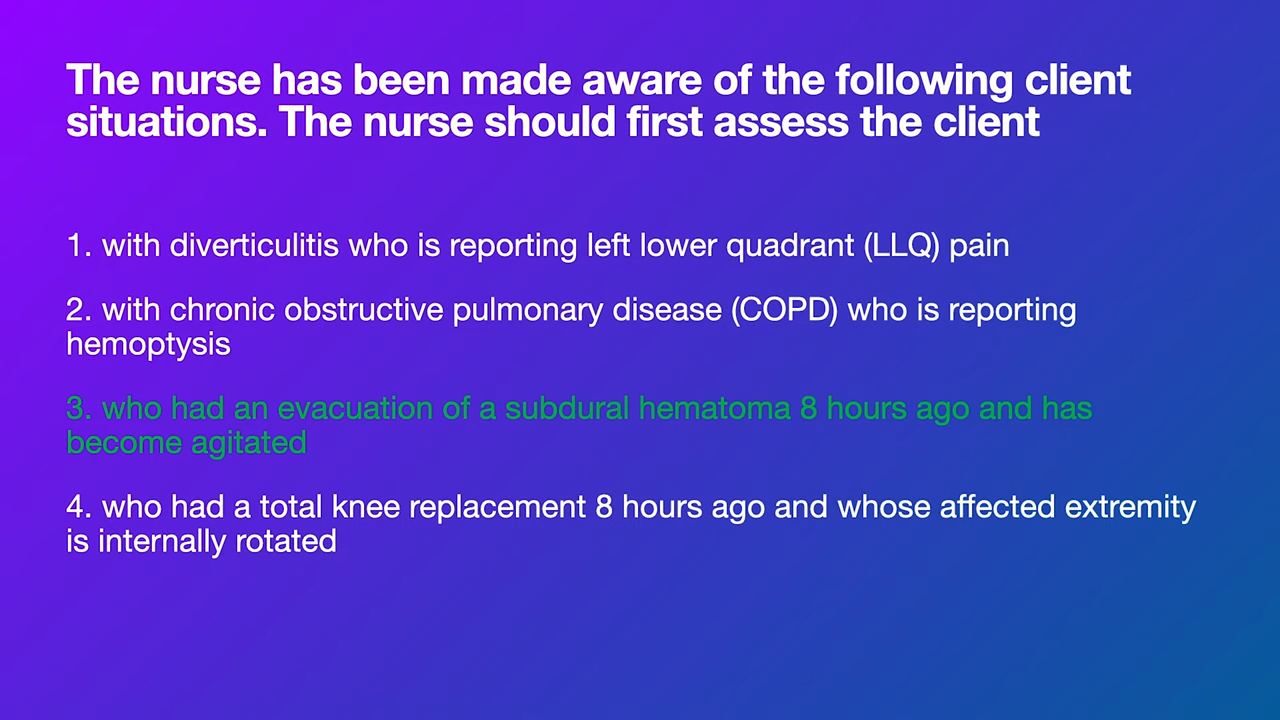 The nurse has been made aware of the following client
situations. The nurse should first assess the client
1. with diverticulitis who is reporting left lower quadrant (LLQ) pain
2. with chronic obstructive pulmonary disease (COPD) who is reporting
hemoptysis
3. who had an evacuation of a subdural hematoma 8 hours ago and has
become agitated
4. who had a total knee replacement 8 hours ago and whose affected extremity
is internally rotated